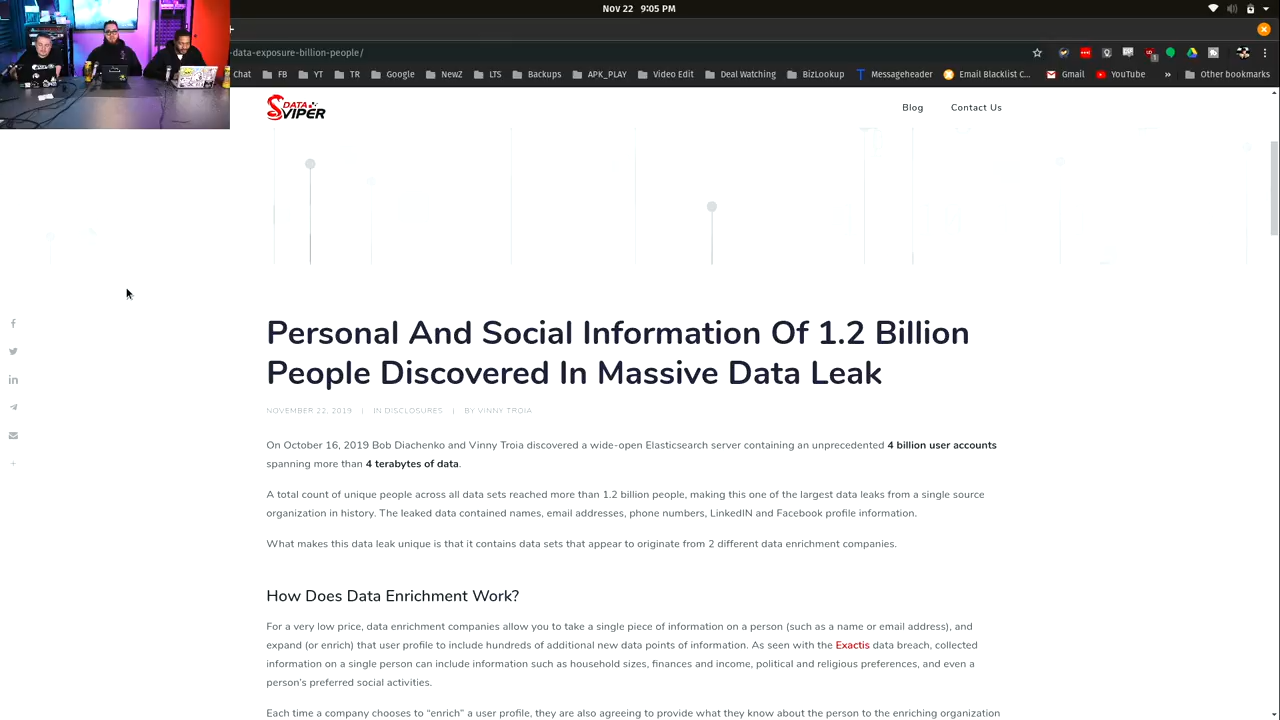 Nov 22 9:05 PM
-data-exposure-billion-people/
Chat FB YT TR Google NewZ LTS Backups APK_PLAY Video Edit Deal Watching BizLookup MessageHeader Email Blacklist C... Gmail YouTube Other bookmarks
DATA VIPER
Blog Contact Us
Personal And Social Information Of 1.2 Billion
People Discovered In Massive Data Leak
NOVEMBER 22, 2019 | IN DISCLOSURES | BY VINNY TROIA
On October 16, 2019 Bob Diachenko and Vinny Troia discovered a wide-open Elasticsearch server containing an unprecedented 4 billion user accounts
spanning more than 4 terabytes of data.
A total count of unique people across all data sets reached more than 1.2 billion people, making this one of the largest data leaks from a single source
organization in history. The leaked data contained names, email addresses, phone numbers, LinkedIN and Facebook profile information.
What makes this data leak unique is that it contains data sets that appear to originate from 2 different data enrichment companies.
How Does Data Enrichment Work?
For a very low price, data enrichment companies allow you to take a single piece of information on a person (such as a name or email address), and
expand (or enrich) that user profile to include hundreds of additional new data points of information. As seen with the Exactis data breach, collected
information on a single person can include information such as household sizes, finances and income, political and religious preferences, and even a
person's preferred social activities.
Each time a company chooses to “enrich” a user profile, they are also agreeing to provide what they know about the person to the enriching organization